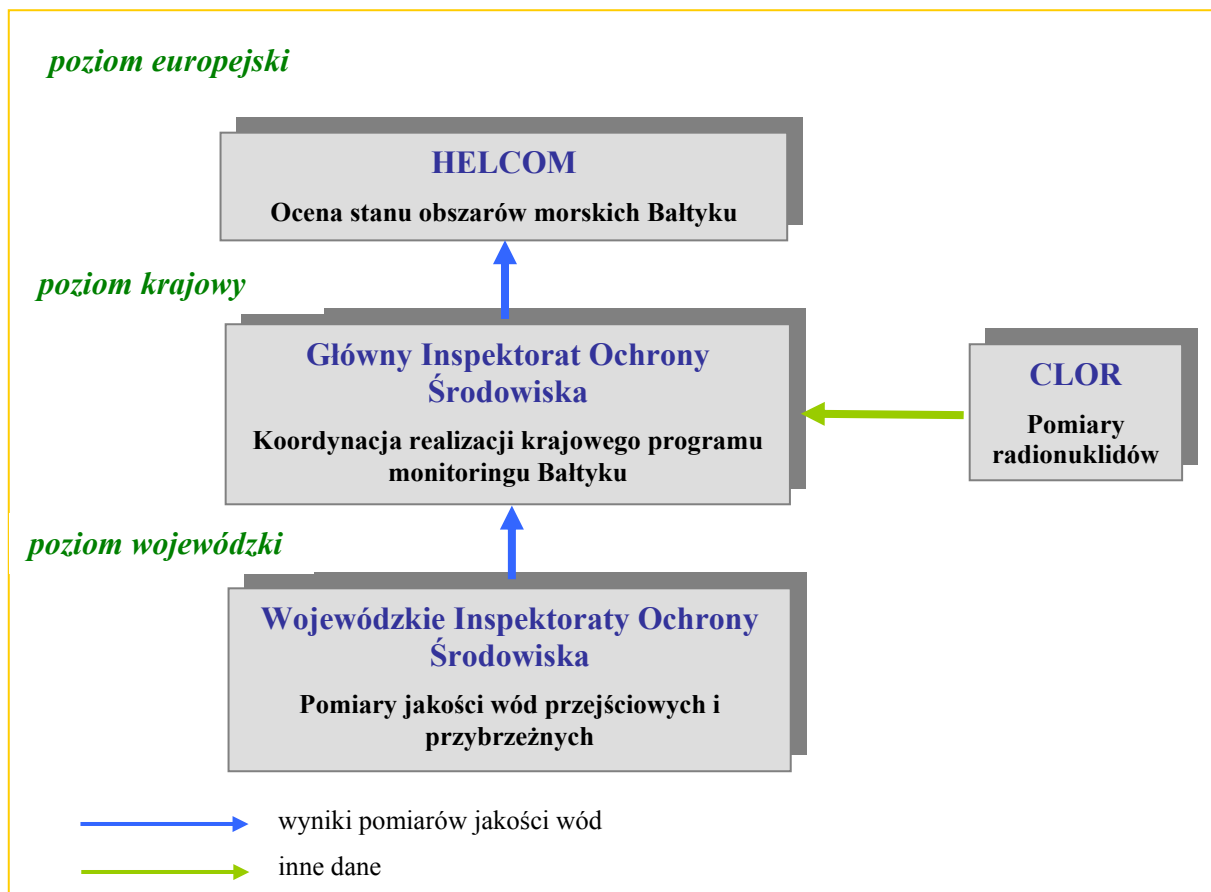 poziom europejski
HELCOM
Ocena stanu obszarów morskich Bałtyku
poziom krajowy
Główny Inspektorat Ochrony
Środowiska
Koordynacja realizacji krajowego programu
monitoringu Bałtyku
CLOR
Pomiary
radionuklidów
poziom wojewódzki
Wojewódzkie Inspektoraty Ochrony
Środowiska
Pomiary jakości wód przejściowych i
przybrzeżnych
wyniki pomiarów jakości wód
inne dane